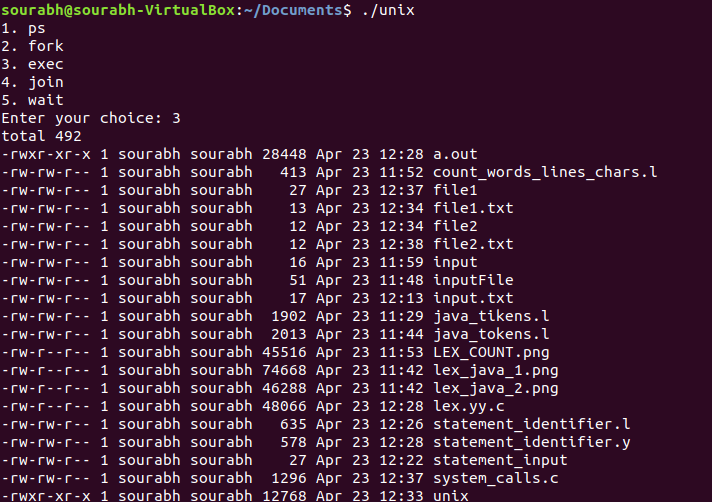 sourabh@sourabh-VirtualBox:~/Documents$ ./unix
1. ps
2. fork
3. exec
4. join
5. wait
Enter your choice: 3
total 492
-rwxr-xr-x 1 sourabh sourabh 28448 Apr 23 12:28 a.out
-rw-rw-r-- 1 sourabh sourabh   413 Apr 23 11:52 count_words_lines_chars.l
-rw-rw-r-- 1 sourabh sourabh    27 Apr 23 12:37 file1
-rw-rw-r-- 1 sourabh sourabh    13 Apr 23 12:34 file1.txt
-rw-rw-r-- 1 sourabh sourabh    12 Apr 23 12:34 file2
-rw-rw-r-- 1 sourabh sourabh    12 Apr 23 12:38 file2.txt
-rw-rw-r-- 1 sourabh sourabh    16 Apr 23 11:59 input
-rw-rw-r-- 1 sourabh sourabh    51 Apr 23 11:48 inputFile
-rw-rw-r-- 1 sourabh sourabh    17 Apr 23 12:13 input.txt
-rw-rw-r-- 1 sourabh sourabh  1902 Apr 23 11:29 java_tikens.l
-rw-rw-r-- 1 sourabh sourabh  2013 Apr 23 11:44 java_tokens.l
-rw-r--r-- 1 sourabh sourabh 45516 Apr 23 11:53 LEX_COUNT.png
-rw-r--r-- 1 sourabh sourabh 74668 Apr 23 11:42 lex_java_1.png
-rw-r--r-- 1 sourabh sourabh 46288 Apr 23 11:42 lex_java_2.png
-rw-rw-r-- 1 sourabh sourabh 48066 Apr 23 12:28 lex.yy.c
-rw-rw-r-- 1 sourabh sourabh   635 Apr 23 12:26 statement_identifier.l
-rw-rw-r-- 1 sourabh sourabh   578 Apr 23 12:28 statement_identifier.y
-rw-rw-r-- 1 sourabh sourabh    27 Apr 23 12:22 statement_input
-rw-rw-r-- 1 sourabh sourabh  1296 Apr 23 12:37 system_calls.c
-rwxr-xr-x 1 sourabh sourabh 12768 Apr 23 12:33 unix